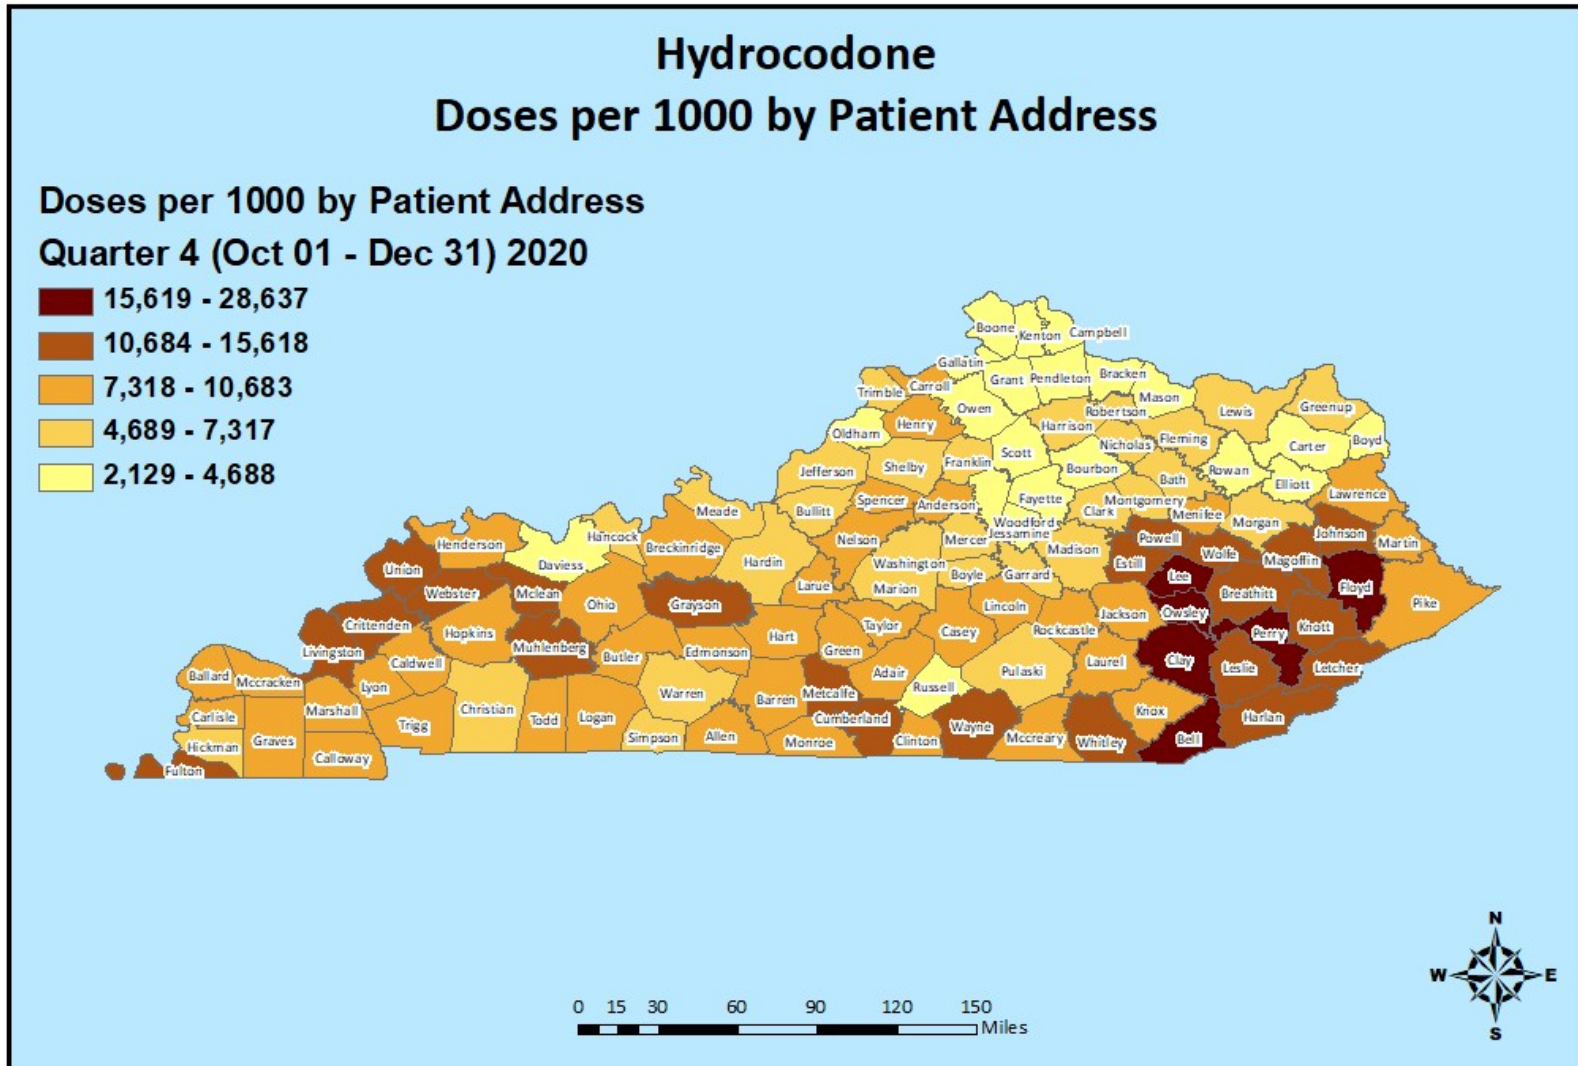 Hydrocodone
Doses per 1000 by Patient Address
Doses per 1000 by Patient Address
Quarter 4 (Oct 01 - Dec 31) 2020
15,619 - 28,637
10,684 - 15,618
7,318 - 10,683
4,689 - 7,317
2,129 - 4,688
Boone
Kenton
Campbell
Gallatin
Grant
Pendleton
Bracken
Trimble
Carroll
Owen
Mason
Robertson
Lewis
Greenup
Oldham
Henry
Harrison
Nicholas
Fleming
Carter
Boyd
Jefferson
Shelby
Franklin
Scott
Bourbon
Bath
Rowan
Elliott
Spencer
Anderson
Fayette
Montgomery
Lawrence
Meade
Bullitt
Woodford
Clark
Menifee
Morgan
Hancock
Nelson
Mercer
Jessamine
Powell
Johnson
Henderson
Breckinridge
Hardin
Washington
Madison
Estill
Wolfe
Magoffin
Martin
Union
Daviess
Larue
Marion
Boyle
Garrard
Lee
Breathitt
Floyd
Pike
Webster
Mclean
Ohio
Grayson
Lincoln
Jackson
Owsley
Crittenden
Hopkins
Muhlenberg
Hart
Taylor
Casey
Rockcastle
Perry
Knott
Livingston
Caldwell
Butler
Edmonson
Green
Laurel
Clay
Leslie
Letcher
Ballard
Mccracken
Lyon
Warren
Barren
Metcalfe
Adair
Russell
Pulaski
Carlisle
Marshall
Trigg
Christian
Todd
Logan
Cumberland
Wayne
Knox
Harlan
Hickman
Graves
Simpson
Allen
Monroe
Clinton
Mccreary
Whitley
Bell
Fulton
Calloway
N
W
E
S
0 15 30 60 90 120 150
Miles